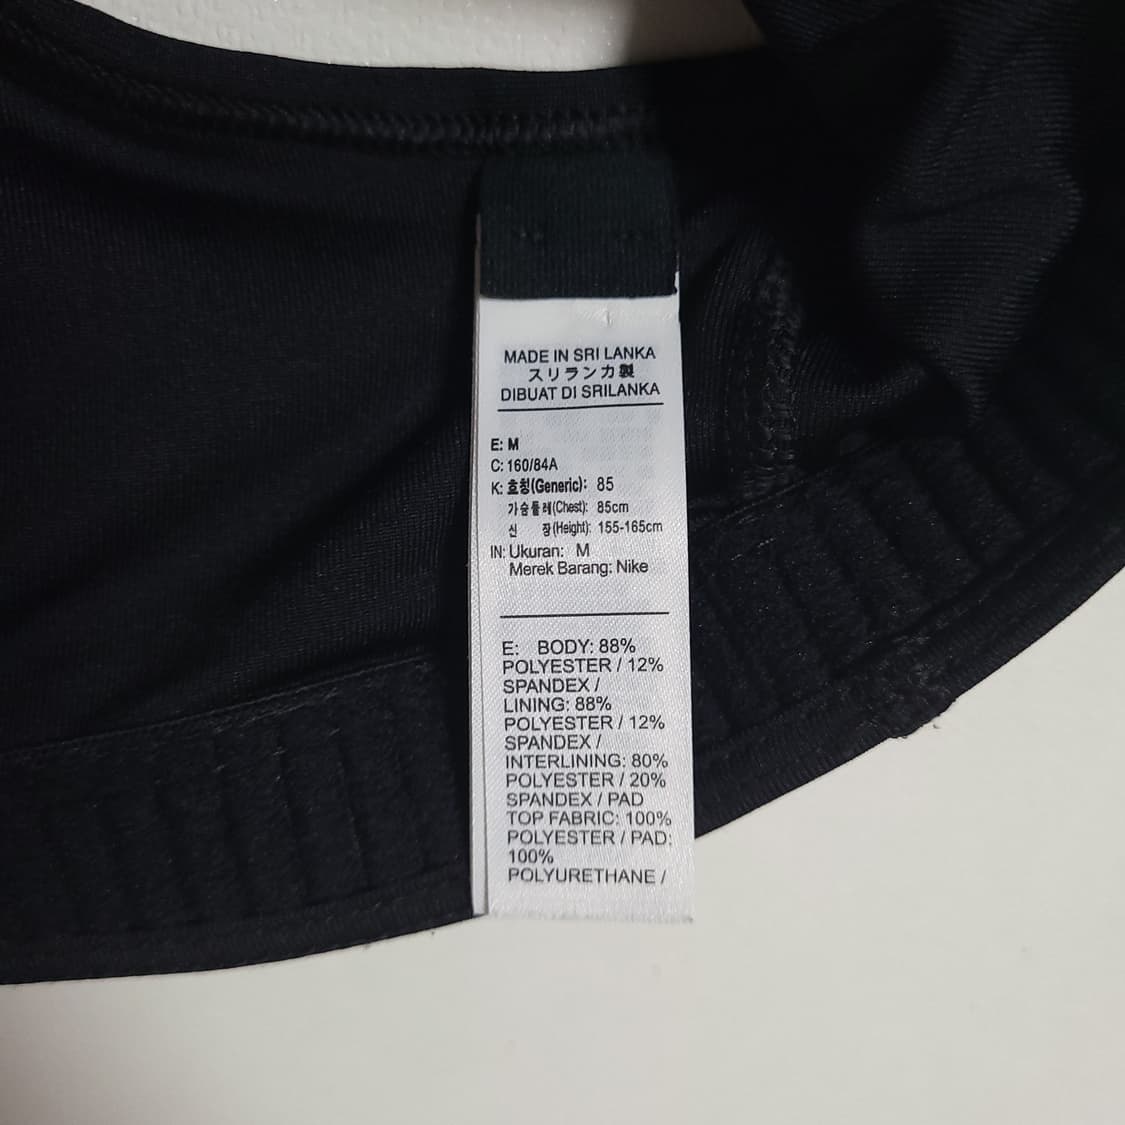 MADE IN SRI LANKA
スリランカ製
DIBUAT DI SRILANKA
E: M
C: 160/84A
K: 호칭(Generic): 85
가슴둘레(Chest): 85cm
신 장(Height): 155-165cm
IN: Ukuran: M
Merek Barang: Nike
E: BODY: 88%
POLYESTER / 12%
SPANDEX /
LINING: 88%
POLYESTER / 12%
SPANDEX /
INTERLINING: 80%
POLYESTER / 20%
SPANDEX / PAD
TOP FABRIC: 100%
POLYESTER / PAD:
100%
POLYURETHANE /